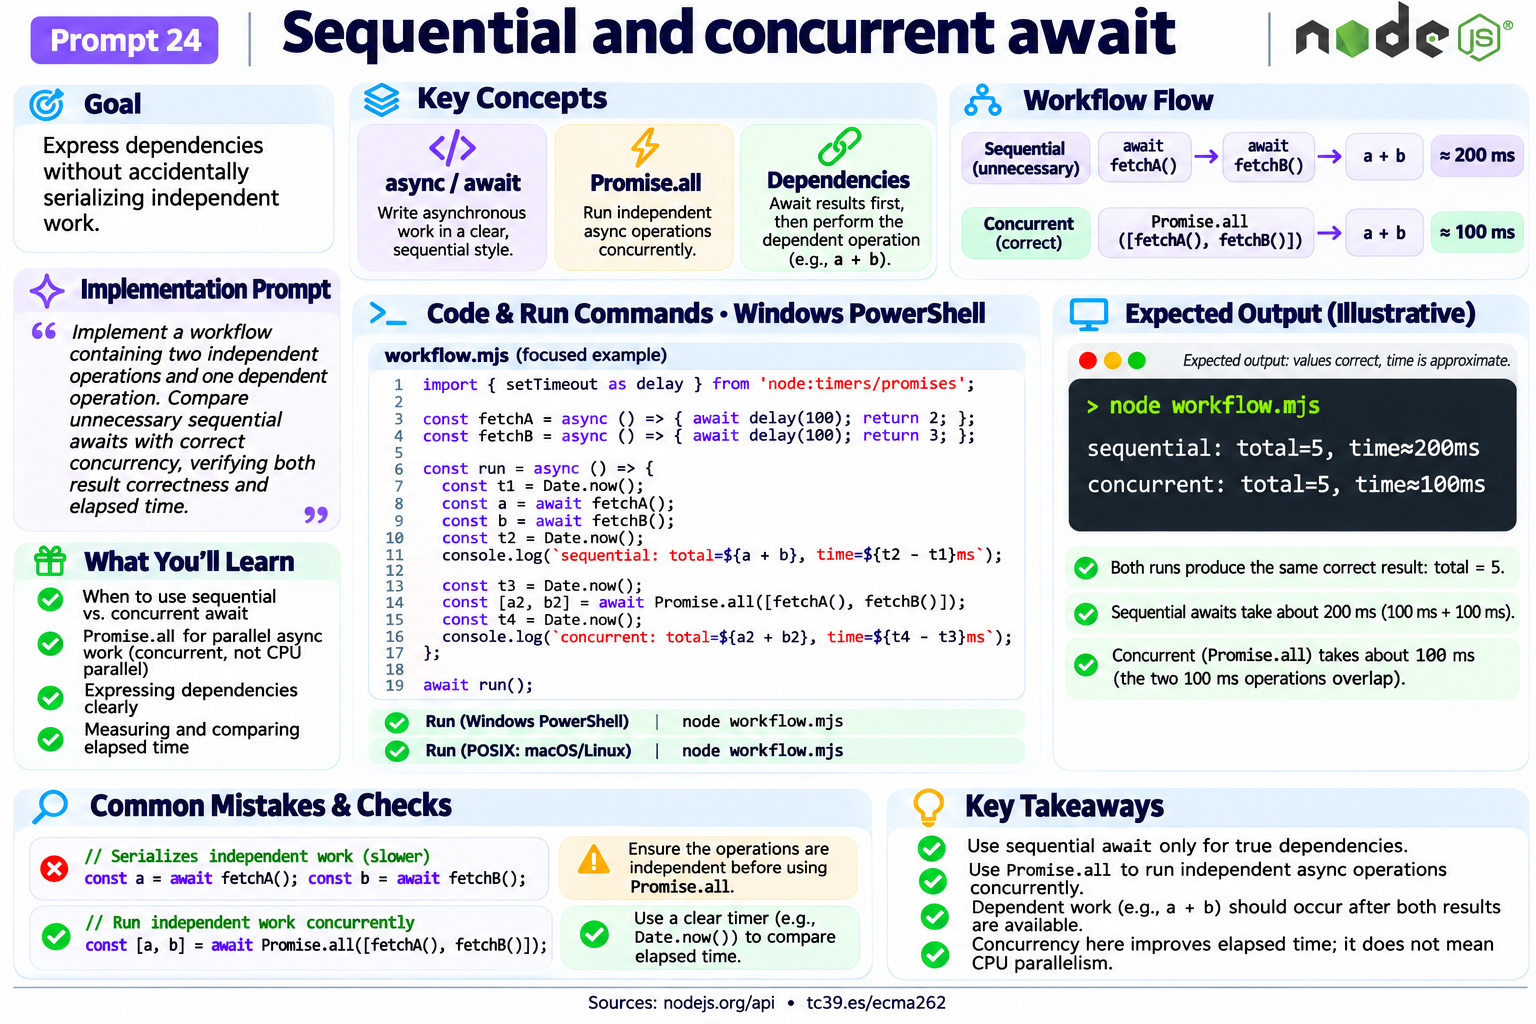 Prompt 24
Sequential and concurrent await
node JS ®
Goal
Express dependencies
without accidentally
serializing independent
work.
Key Concepts
</>
async / await
Write asynchronous
work in a clear,
sequential style.
Promise.all
Run independent
async operations
concurrently.
Dependencies
Await results first,
then perform the
dependent operation
(e.g., a + b).
Workflow Flow
Sequential
(unnecessary)
await
fetchA()
await
fetchB()
a + b
≈ 200 ms
Concurrent
(correct)
Promise.all
([fetchA(), fetchB()])
a + b
≈ 100 ms
Implementation Prompt
“ Implement a workflow
containing two independent
operations and one dependent
operation. Compare
unnecessary sequential
awaits with correct
concurrency, verifying both
result correctness and
elapsed time. ”
What You’ll Learn
When to use sequential
vs. concurrent await
Promise.all for parallel async
work (concurrent, not CPU
parallel)
Expressing dependencies
clearly
Measuring and comparing
elapsed time
Code & Run Commands • Windows PowerShell
workflow.mjs (focused example)
1 import { setTimeout as delay } from 'node:timers/promises';
2
3 const fetchA = async () => { await delay(100); return 2; };
4 const fetchB = async () => { await delay(100); return 3; };
5
6 const run = async () => {
7 const t1 = Date.now();
8 const a = await fetchA();
9 const b = await fetchB();
10 const t2 = Date.now();
11 console.log(`sequential: total=${a + b}, time=${t2 - t1}ms`);
12
13 const t3 = Date.now();
14 const [a2, b2] = await Promise.all([fetchA(), fetchB()]);
15 const t4 = Date.now();
16 console.log(`concurrent: total=${a2 + b2}, time=${t4 - t3}ms`);
17 };
18
19 await run();
Run (Windows PowerShell) | node workflow.mjs
Run (POSIX: macOS/Linux) | node workflow.mjs
Expected Output (Illustrative)
Expected output: values correct, time is approximate.
> node workflow.mjs
sequential: total=5, time≈200ms
concurrent: total=5, time≈100ms
Both runs produce the same correct result: total = 5.
Sequential awaits take about 200 ms (100 ms + 100 ms).
Concurrent (Promise.all) takes about 100 ms
(the two 100 ms operations overlap).
Common Mistakes & Checks
// Serializes independent work (slower)
const a = await fetchA(); const b = await fetchB();
// Run independent work concurrently
const [a, b] = await Promise.all([fetchA(), fetchB()]);
Ensure the operations are
independent before using
Promise.all.
Use a clear timer (e.g.,
Date.now()) to compare
elapsed time.
Key Takeaways
Use sequential await only for true dependencies.
Use Promise.all to run independent async operations
concurrently.
Dependent work (e.g., a + b) should occur after both results
are available.
Concurrency here improves elapsed time; it does not mean
CPU parallelism.
Sources: nodejs.org/api • tc39.es/ecma262